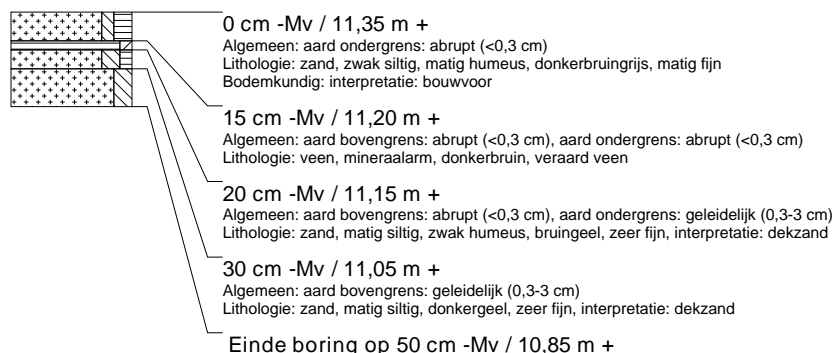 0 cm -Mv / 11,35 m +
Algemeen: aard ondergrens: abrupt (<0,3 cm)
Lithologie: zand, zwak siltig, matig humeus, donkerbruingrijs, matig fijn
Bodemkundig: interpretatie: bouwvoor
15 cm -Mv / 11,20 m +
Algemeen: aard bovengrens: abrupt (<0,3 cm), aard ondergrens: abrupt (<0,3 cm)
Lithologie: veen, mineraalarm, donkerbruin, veraard veen
20 cm -Mv / 11,15 m +
Algemeen: aard bovengrens: abrupt (<0,3 cm), aard ondergrens: geleidelijk (0,3-3 cm)
Lithologie: zand, matig siltig, zwak humeus, bruingeel, zeer fijn, interpretatie: dekzand
30 cm -Mv / 11,05 m +
Algemeen: aard bovengrens: geleidelijk (0,3-3 cm)
Lithologie: zand, matig siltig, donkergeel, zeer fijn, interpretatie: dekzand
Einde boring op 50 cm -Mv / 10,85 m +